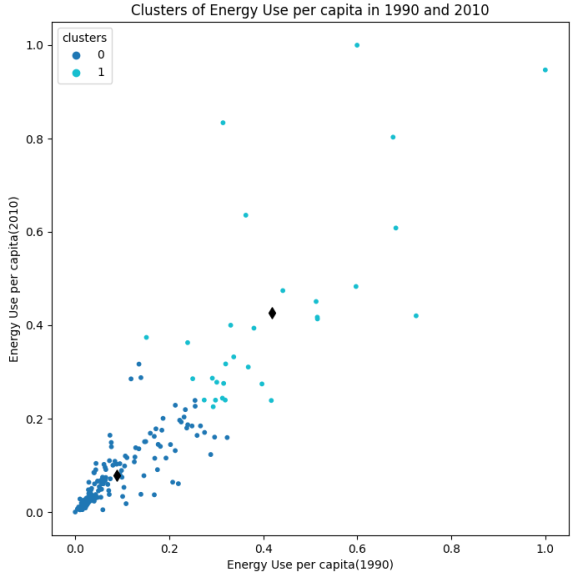 Clusters of Energy Use per capita in 1990 and 2010
clusters
0
1
1.0
0.8
0.6
0.4
0.2
0.0
Energy Use per capita(2010)
0.0 0.2 0.4 0.6 0.8 1.0
Energy Use per capita(1990)